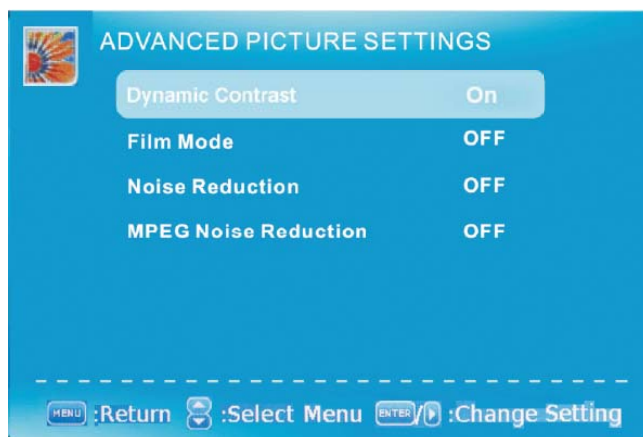 ADVANCED PICTURE SETTINGS
Dynamic Contrast On
Film Mode OFF
Noise Reduction OFF
MPEG Noise Reduction OFF
MENU :Return :Select Menu ENTER/ :Change Setting